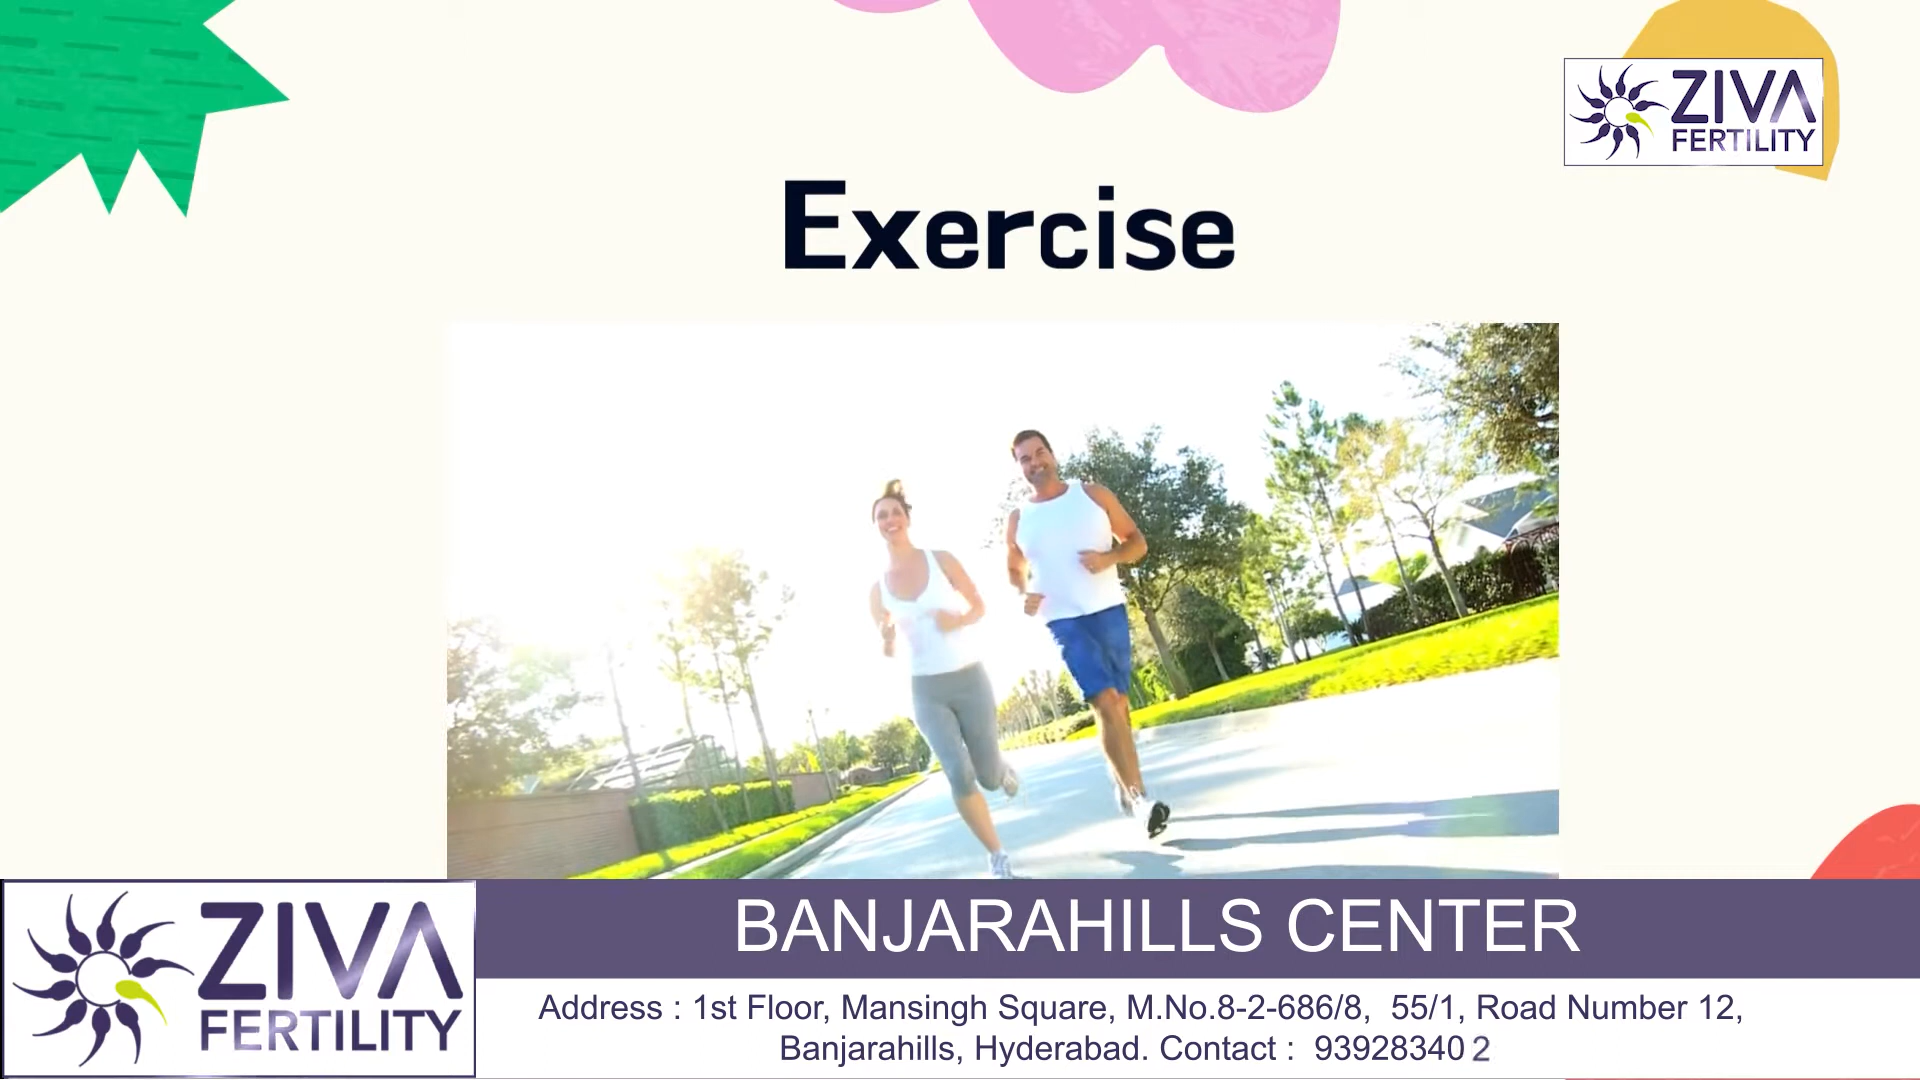 ZIVA
FERTILITY
Exercise
ZIVA
FERTILITY
BANJARAHILLS CENTER
Address : 1st Floor, Mansingh Square, M.No.8-2-686/8, 55/1, Road Number 12,
Banjarahills, Hyderabad. Contact : 93928340 2